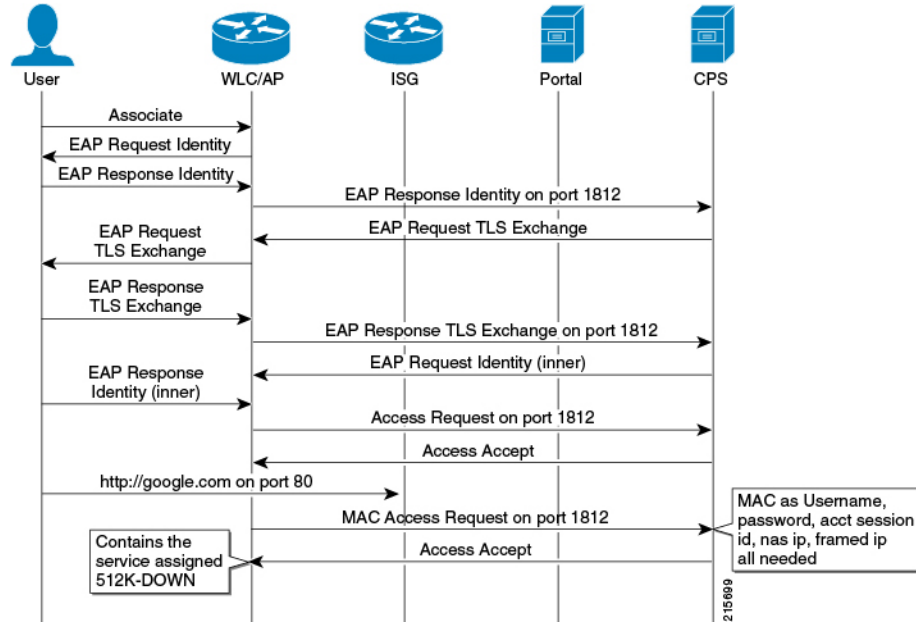 User
WLC/AP
ISG
Portal
CPS
Associate
EAP Request Identity
EAP Response Identity
EAP Response Identity on port 1812
EAP Request TLS Exchange
EAP Request
TLS Exchange
EAP Response
TLS Exchange
EAP Response TLS Exchange on port 1812
EAP Request Identity (inner)
EAP Response
Identity (inner)
Access Request on port 1812
Access Accept
http://google.com on port 80
MAC Access Request on port 1812
MAC as Username,
password, acct session
id, nas ip, framed ip
all needed
Contains the
service assigned
512K-DOWN
Access Accept
215699